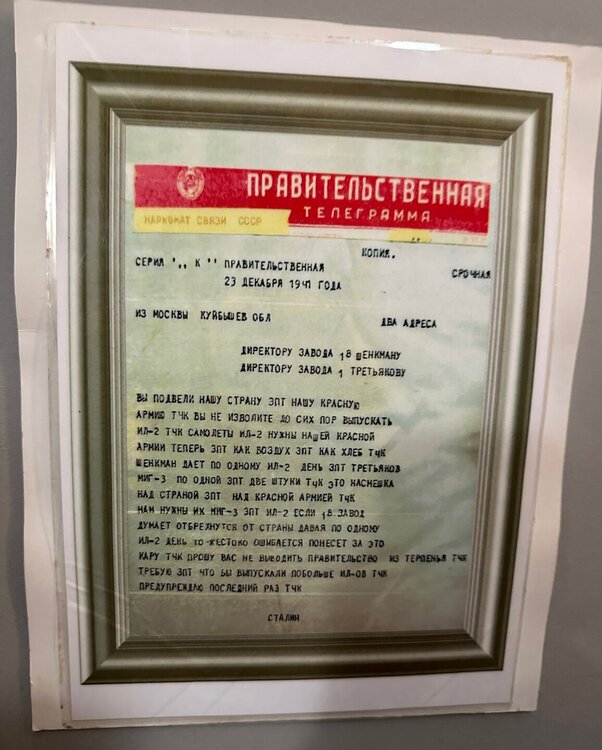 ПРАВИТЕЛЬСТВЕННАЯ
ТЕЛЕГРАММА
НАРКОМАТ СВЯЗИ СССР
КОПИЯ.
СЕРИЯ ",, К '' ПРАВИТЕЛЬСТВЕННАЯ
СРОЧНАЯ
23 ДЕКАБРЯ 1941 ГОДА
ИЗ МОСКВЫ КУЙБЫШЕВ ОБЛ
ДВА АДРЕСА
ДИРЕКТОРУ ЗАВОДА 18 ШЕНКМАНУ
ДИРЕКТОРУ ЗАВОДА 1 ТРЕТЬЯКОВУ
ВЫ ПОДВЕЛИ НАШУ СТРАНУ ЗПТ НАШУ КРАСНУЮ
АРМИЮ ТЧК ВЫ НЕ ИЗВОЛИТЕ ДО СИХ ПОР ВЫПУСКАТЬ
ИЛ-2 ТЧК САМОЛЕТЫ ИЛ-2 НУЖНЫ НАШЕЙ КРАСНОЙ
АРМИИ ТЕПЕРЬ ЗПТ КАК ВОЗДУХ ЗПТ КАК ХЛЕБ ТЧК
ШЕНКМАН ДАЕТ ПО ОДНОМУ ИЛ-2 ДЕНЬ ЗПТ ТРЕТЬЯКОВ
МИГ-3 ПО ОДНОЙ ЗПТ ДВЕ ШТУКИ ТЧК ЭТО НАСМЕШКА
НАД СТРАНОЙ ЗПТ НАД КРАСНОЙ АРМИЕЙ ТЧК
НАМ НУЖНЫ НЕ МИГ-3 ЗПТ ИЛ-2 ЕСЛИ 18.ЗАВОД
ДУМАЕТ ОТБРЕХНУТСЯ ОТ СТРАНЫ ДАВАЯ ПО ОДНОМУ
ИЛ-2 ДЕНЬ ТО ЖЕСТОКО ОШИБАЕТСЯ ПОНЕСЕТ ЗА ЭТО
КАРУ ТЧК ПРОШУ ВАС НЕ ВЫВОДИТЬ ПРАВИТЕЛЬСТВО ИЗ ТЕРПЕНЬЯ ТЧК
ТРЕБУЮ ЗПТ ЧТО БЫ ВЫПУСКАЛИ ПОБОЛЬШЕ ИЛ-ОВ ТЧК
ПРЕДУПРЕЖДАЮ ПОСЛЕДНИЙ РАЗ ТЧК
СТАЛИН